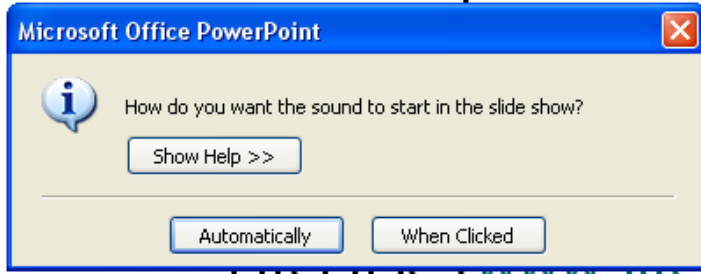 Microsoft Office PowerPoint
How do you want the sound to start in the slide show?
Show Help >>
Automatically
When Clicked